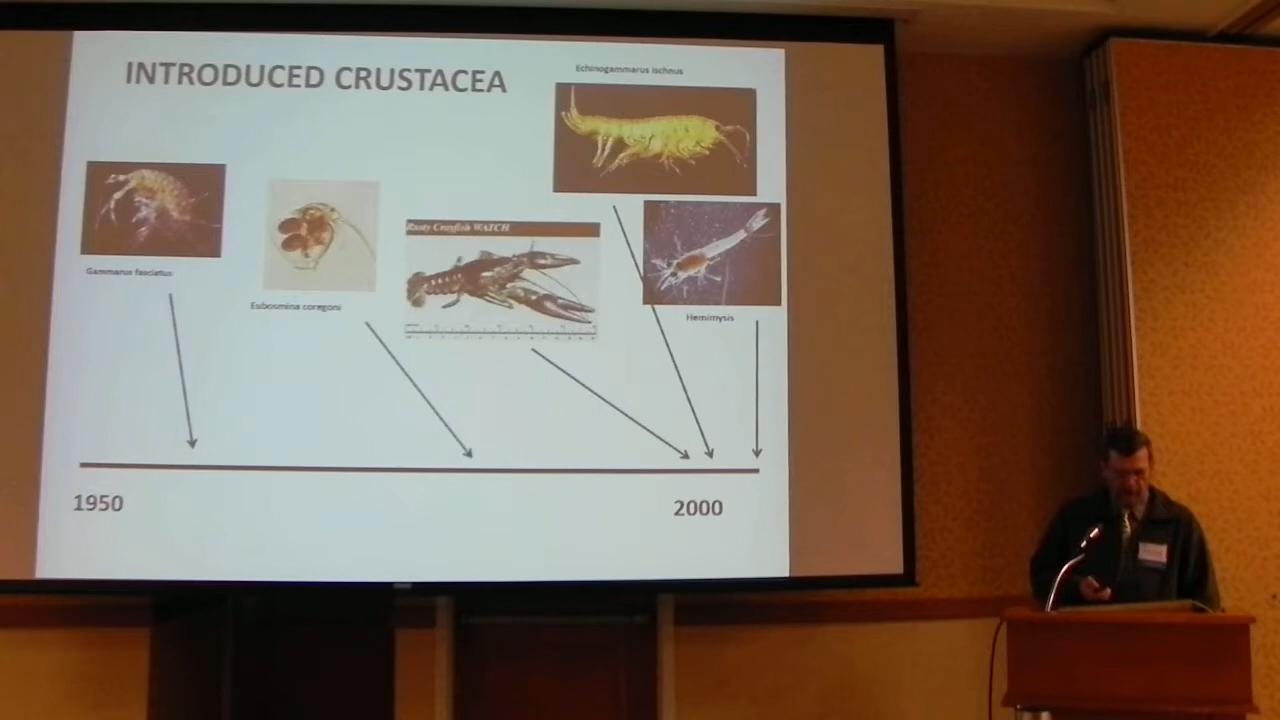 INTRODUCED CRUSTACEA
Echinogammarus ischnus
Gammarus fasciatus
Eubosmina coregoni
Rusty Crayfish WATCH
Hemimysis
1950
2000